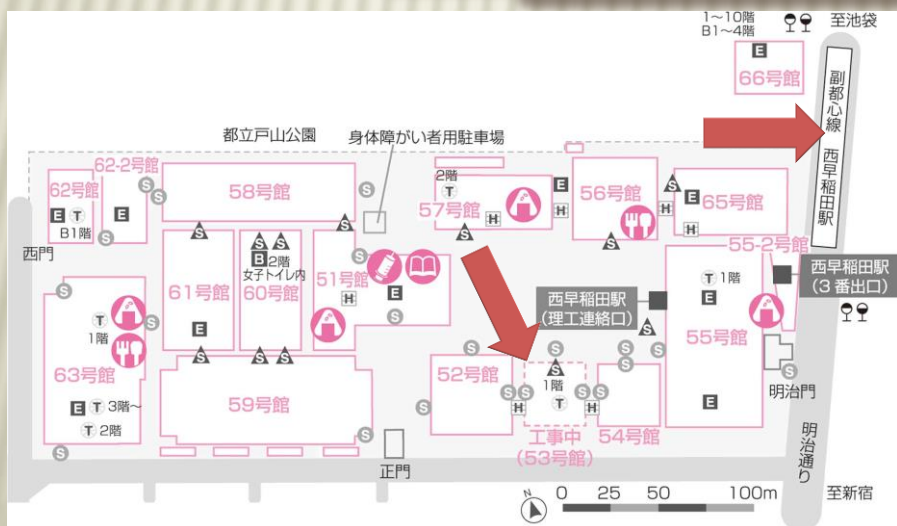 1～10階
B1～4階
至池袋
E
66号館
副都心線 西早稲田駅
都立戸山公園
身体障がい者用駐車場
62-2号館
62号館
E
T
B1階
E
S
S
S
58号館
S
S
S
2階
T
57号館
H
S
E
H
56号館
S
S
H
E
65号館
H
55-2号館
西門
61号館
E
S
S
S
B
2階
女子トイレ内
60号館
S
S
51号館
S
H
E
S
西早稲田駅
(理工連絡口)
S
T
1階
E
55号館
E
西早稲田駅
(3番出口)
S
明治門
S
T
1階
S
63号館
E
T
3階～
T
2階
S
59号館
S
S
52号館
S
S
S
H
S
S
1階
T
工事中
(53号館)
S
S
H
S
S
S
54号館
正門
明治通り
N
0
25
50
100m
至新宿